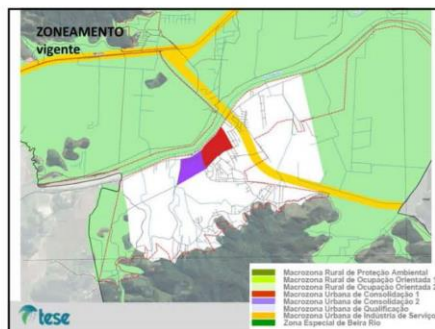 ZONEAMENTO
vigente
Macrozona Rural de Proteção Ambiental
Macrozona Rural de Ocupação Orientada 1
Macrozona Rural de Ocupação Orientada 2
Macrozona Urbana de Consolidação 1
Macrozona Urbana de Consolidação 2
Macrozona Urbana de Qualificação
Macrozona Urbana de Indústria de Serviço
Zona Especial de Beira Rio
tese